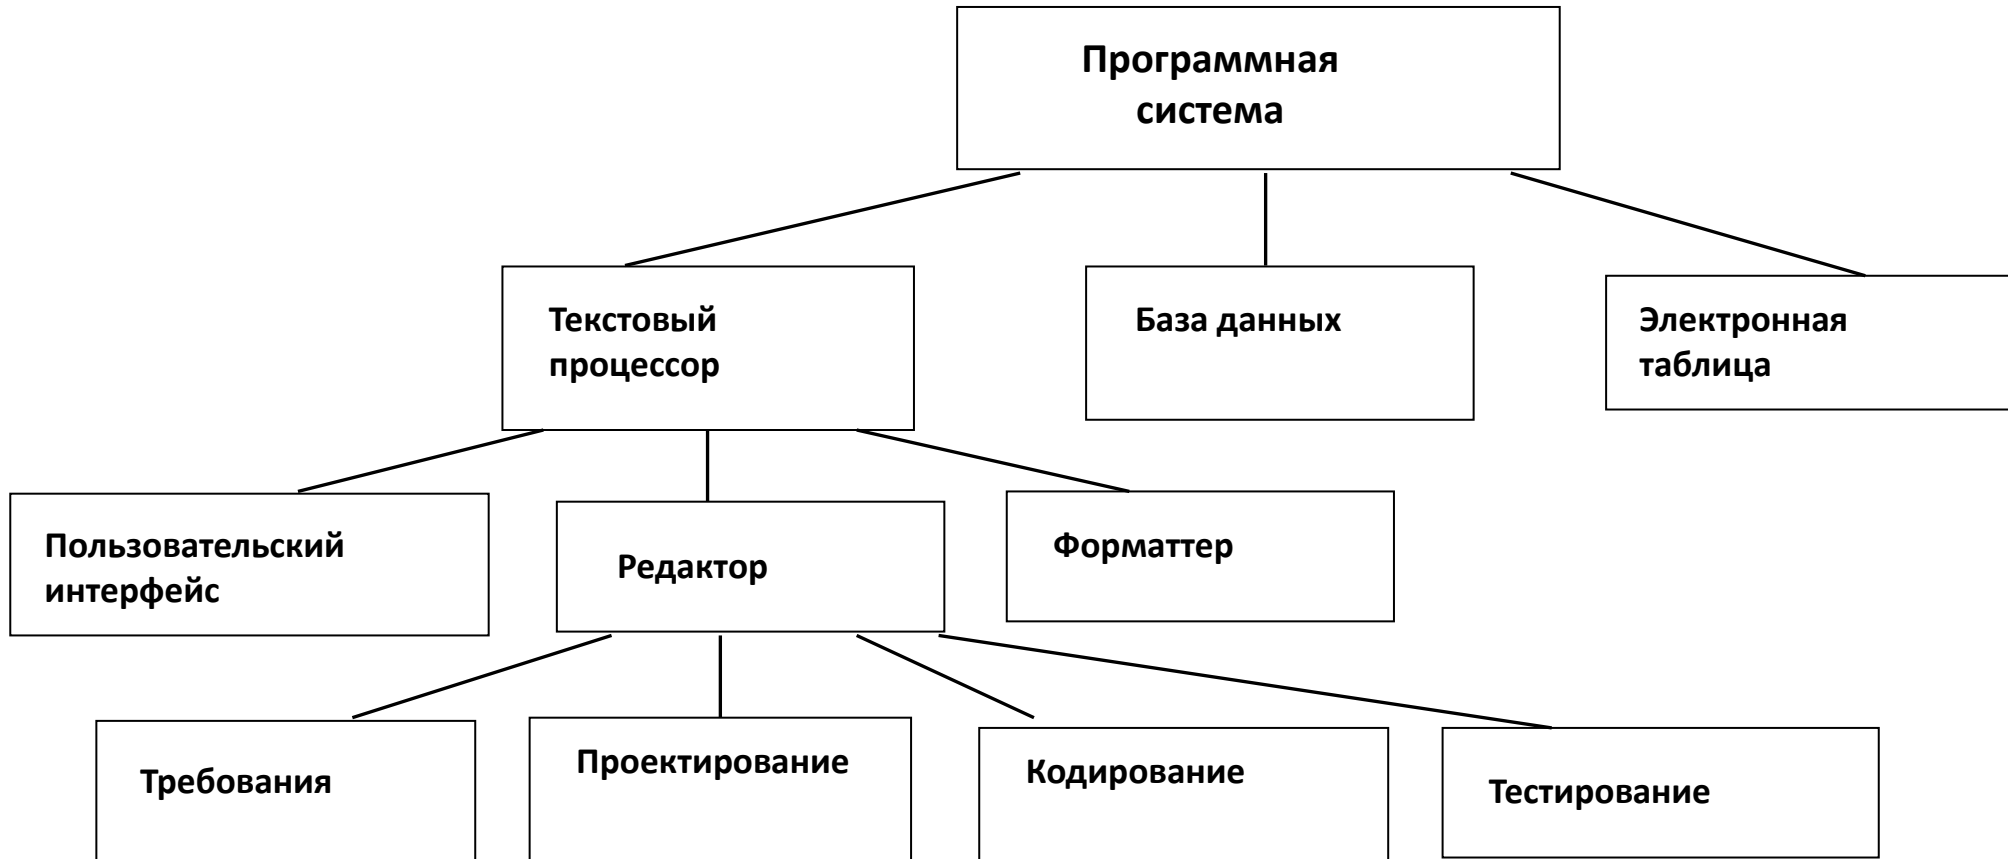 Программная
система
Текстовый
процессор
База данных
Электронная
таблица
Пользовательский
интерфейс
Редактор
Форматтер
Требования
Проектирование
Кодирование
Тестирование